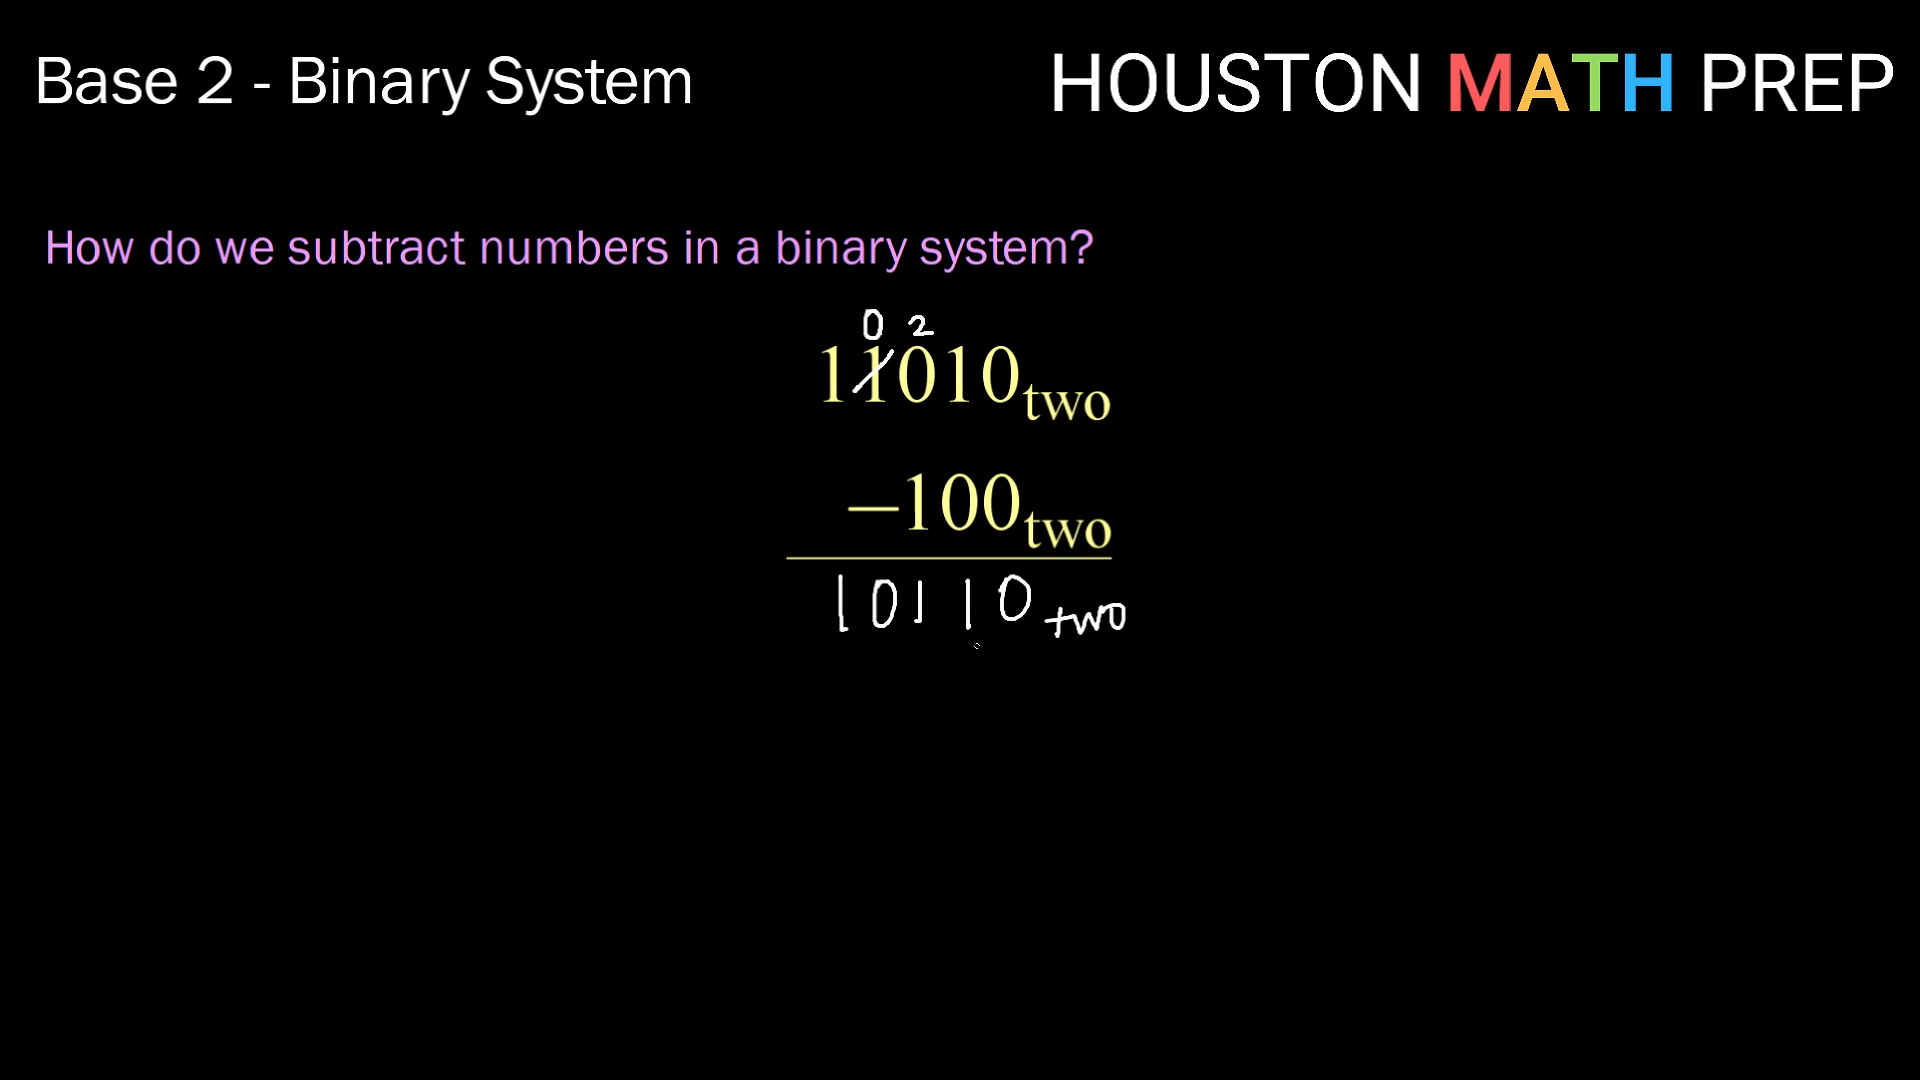 Base 2 - Binary System
HOUSTON MATH PREP
How do we subtract numbers in a binary system?
0 2
11010two
–100two
10110two